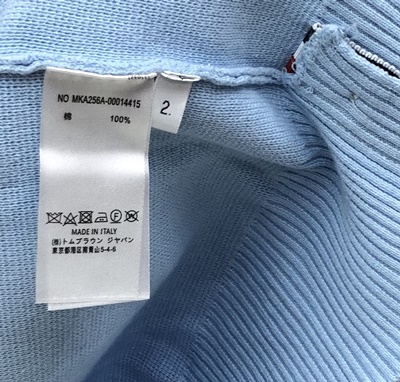 NO MKA256A-00014415
棉 100%
2.
MADE IN ITALY
(株)トムブラウン ジャパン
東京都港区南青山5-4-6